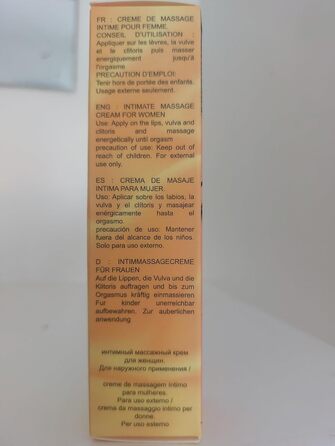 FR : CREME DE MASSAGE
INTIME POUR FEMME
CONSEIL D'UTILISATION :
Appliquer sur les lèvres, la vulve
et le clitoris puis masser
energiquement jusqu'à
l'orgasme
PRECAUTION D'EMPLOI:
Tenir hors de portée des enfants.
Usage externe seulement.
ENG : INTIMATE MASSAGE
CREAM FOR WOMEN
Use: Apply on the lips, vulva and
clitoris and massage
energetically until orgasm
precaution of use: Keep out of
reach of children. For external
use only.
ES : CREMA DE MASAJE
INTIMA PARA MUJER
Uso: Aplicar sobre los labios, la
vulva y el clítoris y masajear
enérgicamente hasta el
orgasmo.
precaución de uso: Mantener
fuera del alcance de los niños.
Solo para uso externo.
D : INTIMMASSAGECREME
FÜR FRAUEN
Auf die Lippen, die Vulva und die
Klitoris auftragen und bis zum
Orgasmus kräftig einmassieren
Für kinder unerreichbar
aufbewahren. Zur auberlichen
anwendung
интимный массажный крем
для женщин.
Для наружного применения /
creme de massagem íntimo
para mulheres.
Para uso externo /
crema da massaggio intimo per
donne.
Per uso externo